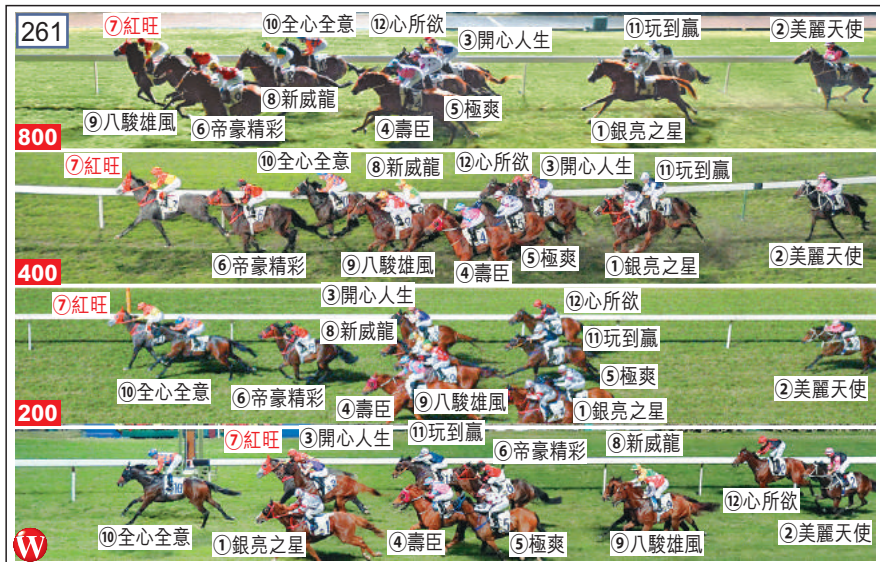 261
⑦紅旺
⑩全心全意
⑫心所欲
③開心人生
⑪玩到贏
②美麗天使
⑨八駿雄風
⑥帝豪精彩
⑧新威龍
④壽臣
⑤極爽
①銀亮之星
800
⑦紅旺
⑩全心全意
⑧新威龍
⑫心所欲
③開心人生
⑪玩到贏
⑥帝豪精彩
⑨八駿雄風
④壽臣
⑤極爽
①銀亮之星
②美麗天使
400
⑦紅旺
③開心人生
⑫心所欲
⑧新威龍
⑪玩到贏
⑩全心全意
⑥帝豪精彩
④壽臣
⑨八駿雄風
⑤極爽
①銀亮之星
②美麗天使
200
⑦紅旺
③開心人生
⑪玩到贏
⑥帝豪精彩
⑧新威龍
⑩全心全意
①銀亮之星
④壽臣
⑤極爽
⑨八駿雄風
⑫心所欲
②美麗天使
W